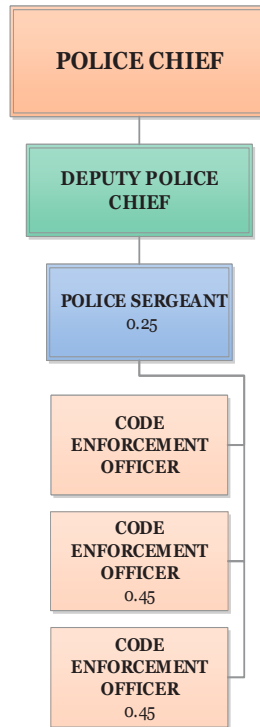 POLICE CHIEF
DEPUTY POLICE
CHIEF
POLICE SERGEANT
0.25
CODE
ENFORCEMENT
OFFICER
CODE
ENFORCEMENT
OFFICER
0.45
CODE
ENFORCEMENT
OFFICER
0.45